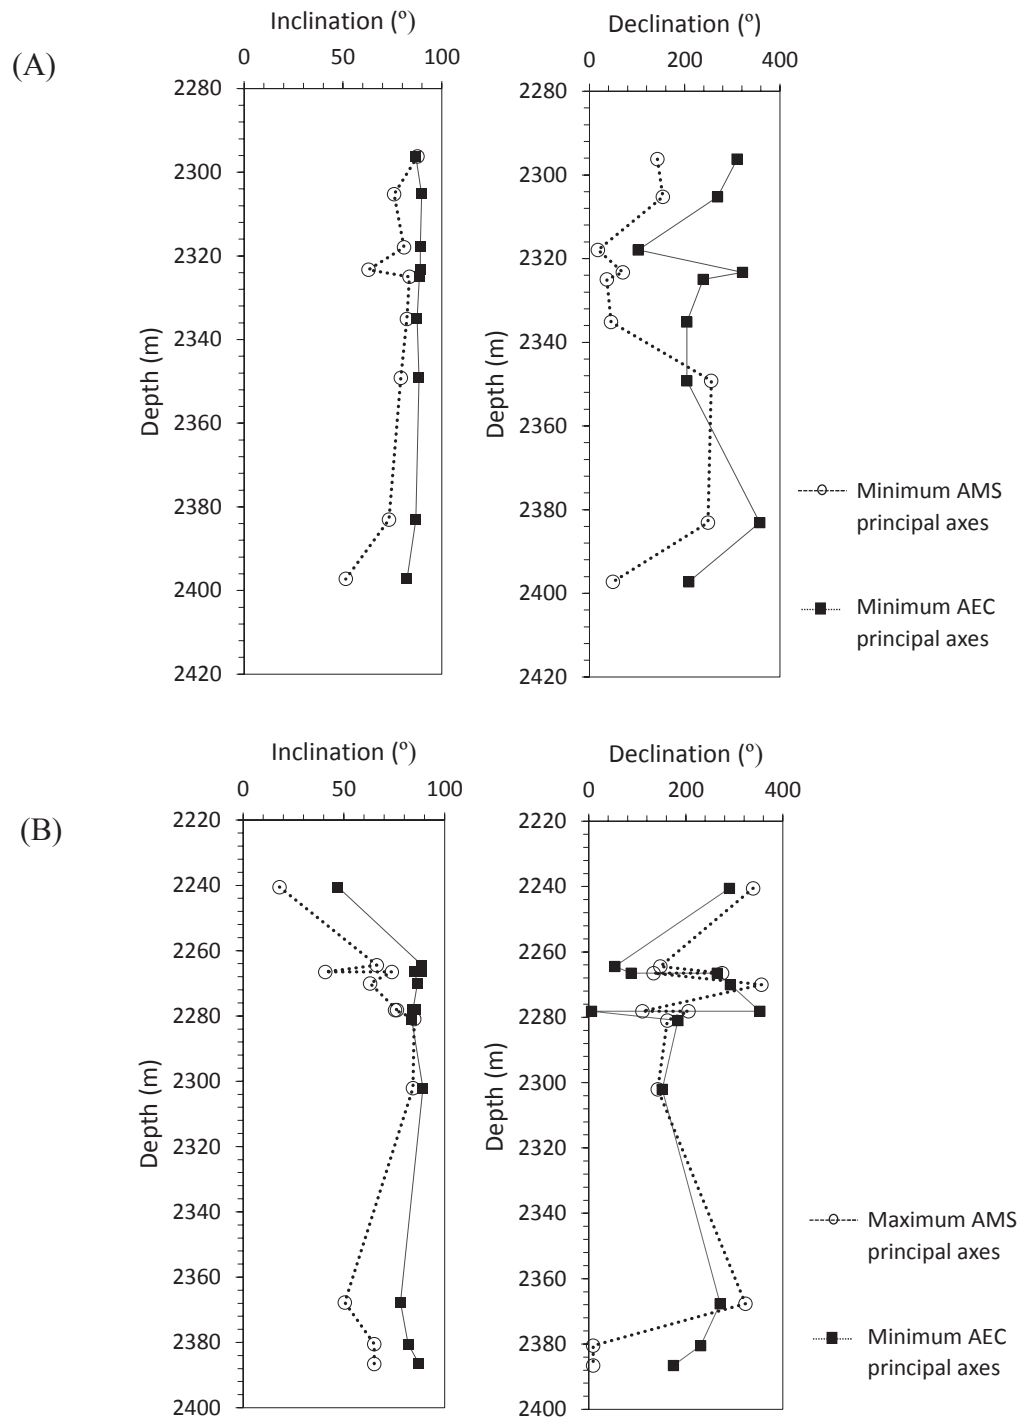 Inclination (º)
Declination (º)
(A)
0 50 100
0 200 400
2280
2300
2320
2340
2360
2380
2400
2420
Depth (m)
2280
2300
2320
2340
2360
2380
2400
2420
Depth (m)
Minimum AMS
principal axes
Minimum AEC
principal axes
Inclination (º)
Declination (º)
(B)
0 50 100
0 200 400
2220
2240
2260
2280
2300
2320
2340
2360
2380
2400
Depth (m)
2220
2240
2260
2280
2300
2320
2340
2360
2380
2400
Depth (m)
Maximum AMS
principal axes
Minimum AEC
principal axes